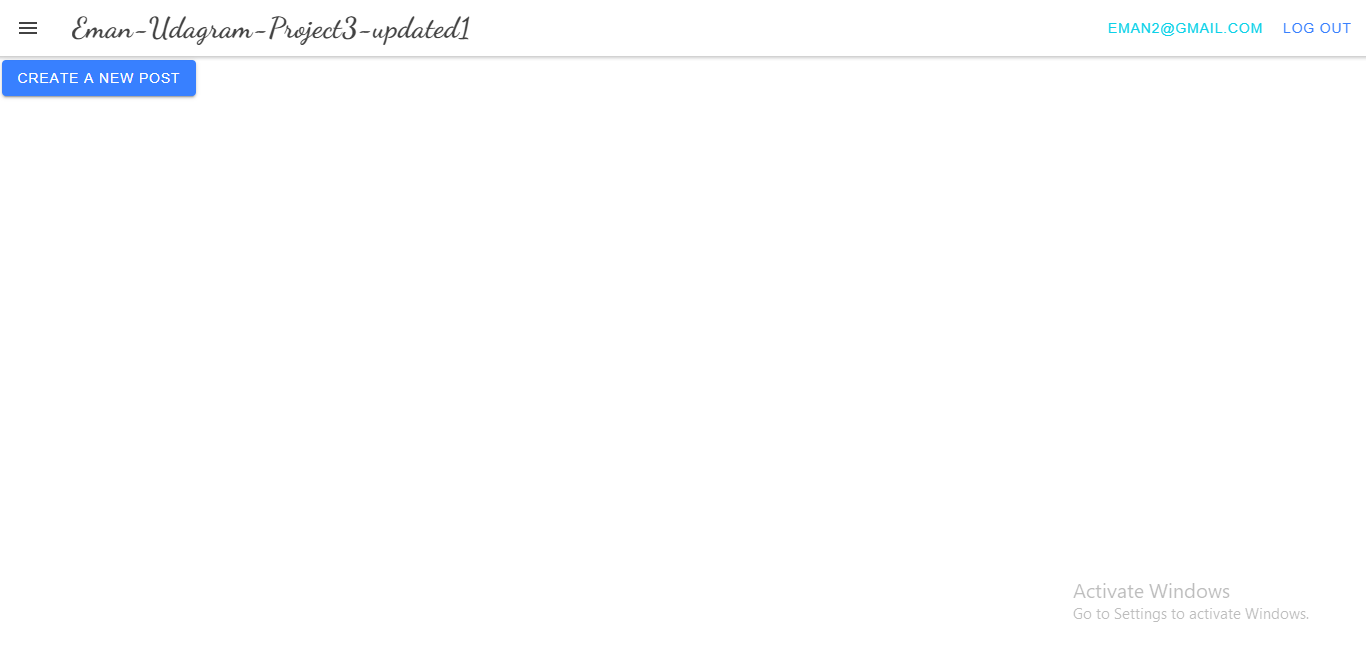 Eman-Udagram-Project3-updated1
EMAN2@GMAIL.COM LOG OUT
CREATE A NEW POST
Activate Windows
Go to Settings to activate Windows.